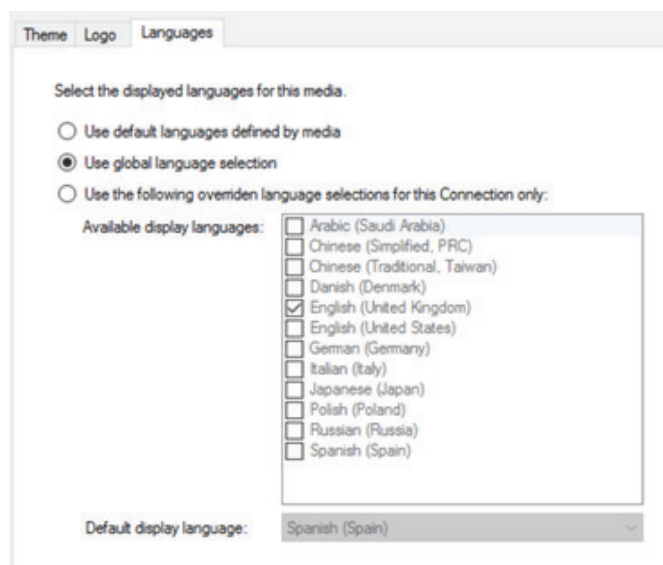 Theme Logo Languages
Select the displayed languages for this media.
Use default languages defined by media
Use global language selection
Use the following overriden language selections for this Connection only:
Available display languages: Arabic (Saudi Arabia)
Chinese (Simplified, PRC)
Chinese (Traditional, Taiwan)
Danish (Denmark)
English (United Kingdom)
English (United States)
German (Germany)
Italian (Italy)
Japanese (Japan)
Polish (Poland)
Russian (Russia)
Spanish (Spain)
Default display language: Spanish (Spain)